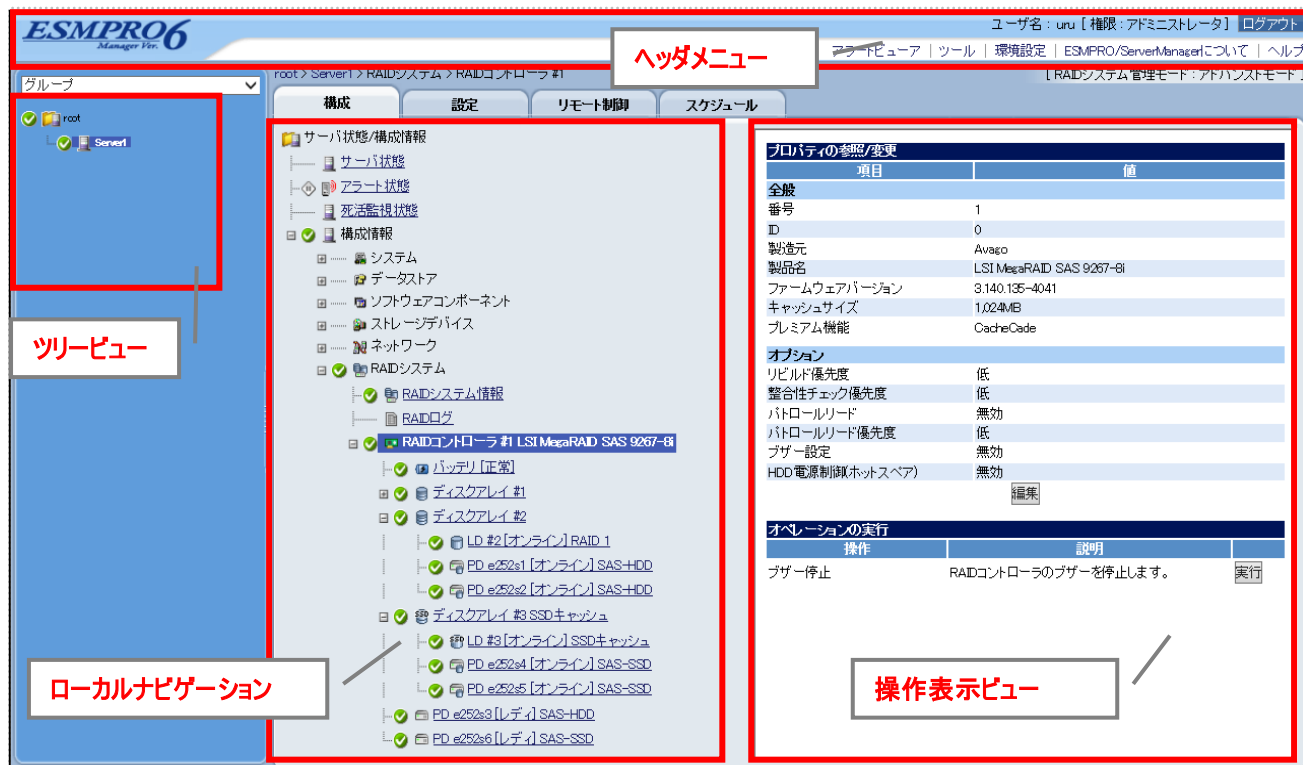 ESMPRO6
Manager Ver.
ユーザ名 : uru [ 権限 : アドミニストレータ ] ログアウト
アラートビューア | ツール | 環境設定 | ESMPRO/ServerManagerについて | ヘルプ
ヘッダメニュー
グループ
root > Server1 > RAIDシステム > RAIDコントローラ #1
[ RAIDシステム管理モード : アドバンストモード ]
構成 設定 リモート制御 スケジュール
root
Server1
ツリービュー
サーバ状態/構成情報
サーバ状態
アラート状態
死活監視状態
構成情報
システム
データストア
ソフトウェアコンポーネント
ストレージデバイス
ネットワーク
RAIDシステム
RAIDシステム情報
RAIDログ
RAIDコントローラ #1 LSI MegaRAID SAS 9267-8i
バッテリ [正常]
ディスクアレイ #1
ディスクアレイ #2
LD #2 [オンライン] RAID 1
PD e252s1 [オンライン] SAS-HDD
PD e252s2 [オンライン] SAS-HDD
ディスクアレイ #3 SSDキャッシュ
LD #3 [オンライン] SSDキャッシュ
PD e252s4 [オンライン] SAS-SSD
PD e252s5 [オンライン] SAS-SSD
PD e252s3 [レディ] SAS-HDD
PD e252s6 [レディ] SAS-SSD
ローカルナビゲーション
プロパティの参照/変更
項目 値
全般
番号 1
ID 0
製造元 Avago
製品名 LSI MegaRAID SAS 9267-8i
ファームウェアバージョン 3.140.135-4041
キャッシュサイズ 1,024MB
プレミアム機能 CacheCade
オプション
リビルド優先度 低
整合性チェック優先度 低
パトロールリード 無効
パトロールリード優先度 低
ブザー設定 無効
HDD電源制御(ホットスペア) 無効
編集
オペレーションの実行
操作 説明
ブザー停止 RAIDコントローラのブザーを停止します。 実行
操作表示ビュー